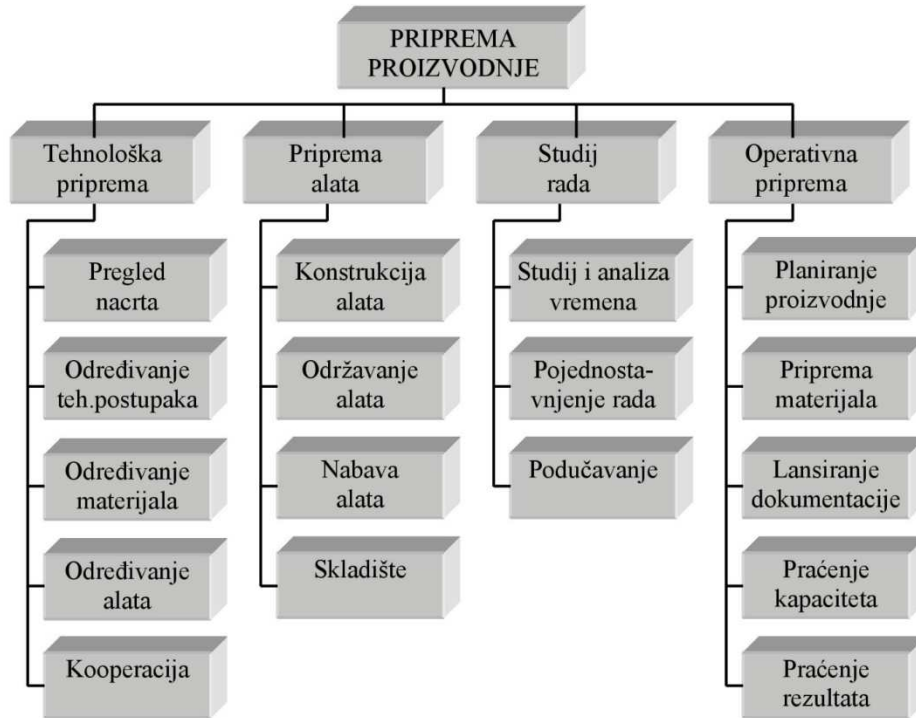 PRIPREMA
PROIZVODNJE
Tehnološka
priprema
Pregled
nacrta
Određivanje
teh.postupaka
Određivanje
materijala
Određivanje
alata
Kooperacija
Priprema
alata
Konstrukcija
alata
Održavanje
alata
Nabava
alata
Skladište
Studij
rada
Studij i analiza
vremena
Pojednosta-
vnjenje rada
Podučavanje
Operativna
priprema
Planiranje
proizvodnje
Priprema
materijala
Lansiranje
dokumentacije
Praćenje
kapaciteta
Praćenje
rezultata